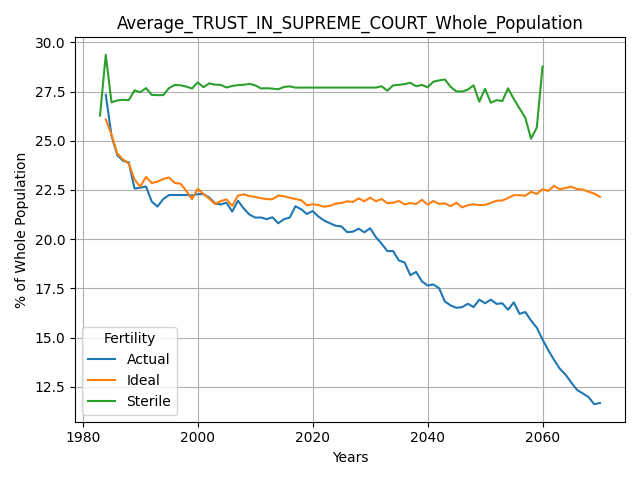 Average_TRUST_IN_SUPREME_COURT_Whole_Population
30.0
27.5
25.0
22.5
20.0
17.5
15.0
12.5
% of Whole Population
Fertility
Actual
Ideal
Sterile
1980 2000 2020 2040 2060
Years